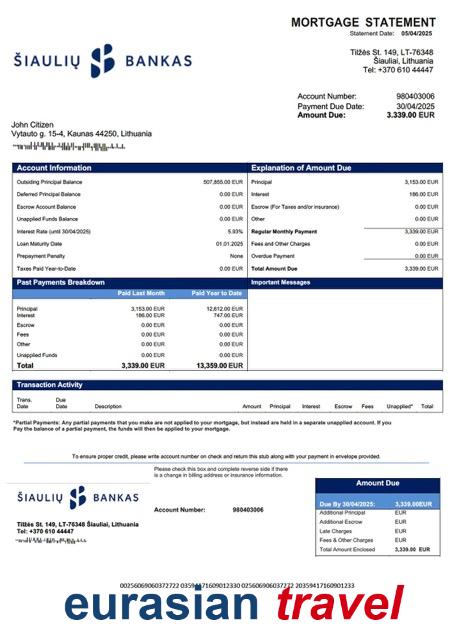 MORTGAGE STATEMENT
Statement Date: 05/04/2025
ŠIAULIŲ BANKAS
Tilžės St. 149, LT-76348
Šiauliai, Lithuania
Tel: +370 610 44447
Account Number: 980403006
Payment Due Date: 30/04/2025
Amount Due: 3,339.00 EUR
John Citizen
Vytauto g. 15-4, Kaunas 44250, Lithuania
Account Information
Outsiding Principal Balance 507,855.00 EUR
Deferred Principal Balance 0.00 EUR
Escrow Account Balance 0.00 EUR
Unapplied Funds Balance 0.00 EUR
Interest Rate (until 30/04/2025) 5.93%
Loan Maturity Date 01.01.2025
Prepayment Penalty None
Taxes Paid Year-to-Date 0.00 EUR
Explanation of Amount Due
Principal 3,153.00 EUR
Interest 186.00 EUR
Escrow (For Taxes and/or insurance) 0.00 EUR
Other 0.00 EUR
Regular Monthly Payment 3,339.00 EUR
Fees and Other Charges 0.00 EUR
Overdue Payment 0.00 EUR
Total Amount Due 3,339.00 EUR
Past Payments Breakdown
Paid Last Month Paid Year to Date
Principal 3,153.00 EUR 12,612.00 EUR
Interest 186.00 EUR 747.00 EUR
Escrow 0.00 EUR 0.00 EUR
Fees 0.00 EUR 0.00 EUR
Other 0.00 EUR 0.00 EUR
Unapplied Funds 0.00 EUR 0.00 EUR
Total 3,339.00 EUR 13,359.00 EUR
Important Messages
Transaction Activity
Trans. Date Due Date Description Amount Principal Interest Escrow Fees Unapplied* Total
*Partial Payments: Any partial payments that you make are not applied to your mortgage, but instead are held in a separate unapplied account. If you
Pay the balance of a partial payment, the funds will then be applied to your mortgage.
To ensure proper credit, please write account number on check and return this stub along with your payment in envelope provided.
Please check this box and complete reverse side if there
is a change in billing address or insurance information.
ŠIAULIŲ BANKAS
Account Number: 980403006
Tilžės St. 149, LT-76348 Šiauliai, Lithuania
Tel: +370 610 44447
Amount Due
Due By 30/04/2025: 3,339.00EUR
Additional Principal EUR
Additional Escrow EUR
Late Charges EUR
Fees & Other Charges EUR
Total Amount Enclosed 3,339.00 EUR
eurasian travel